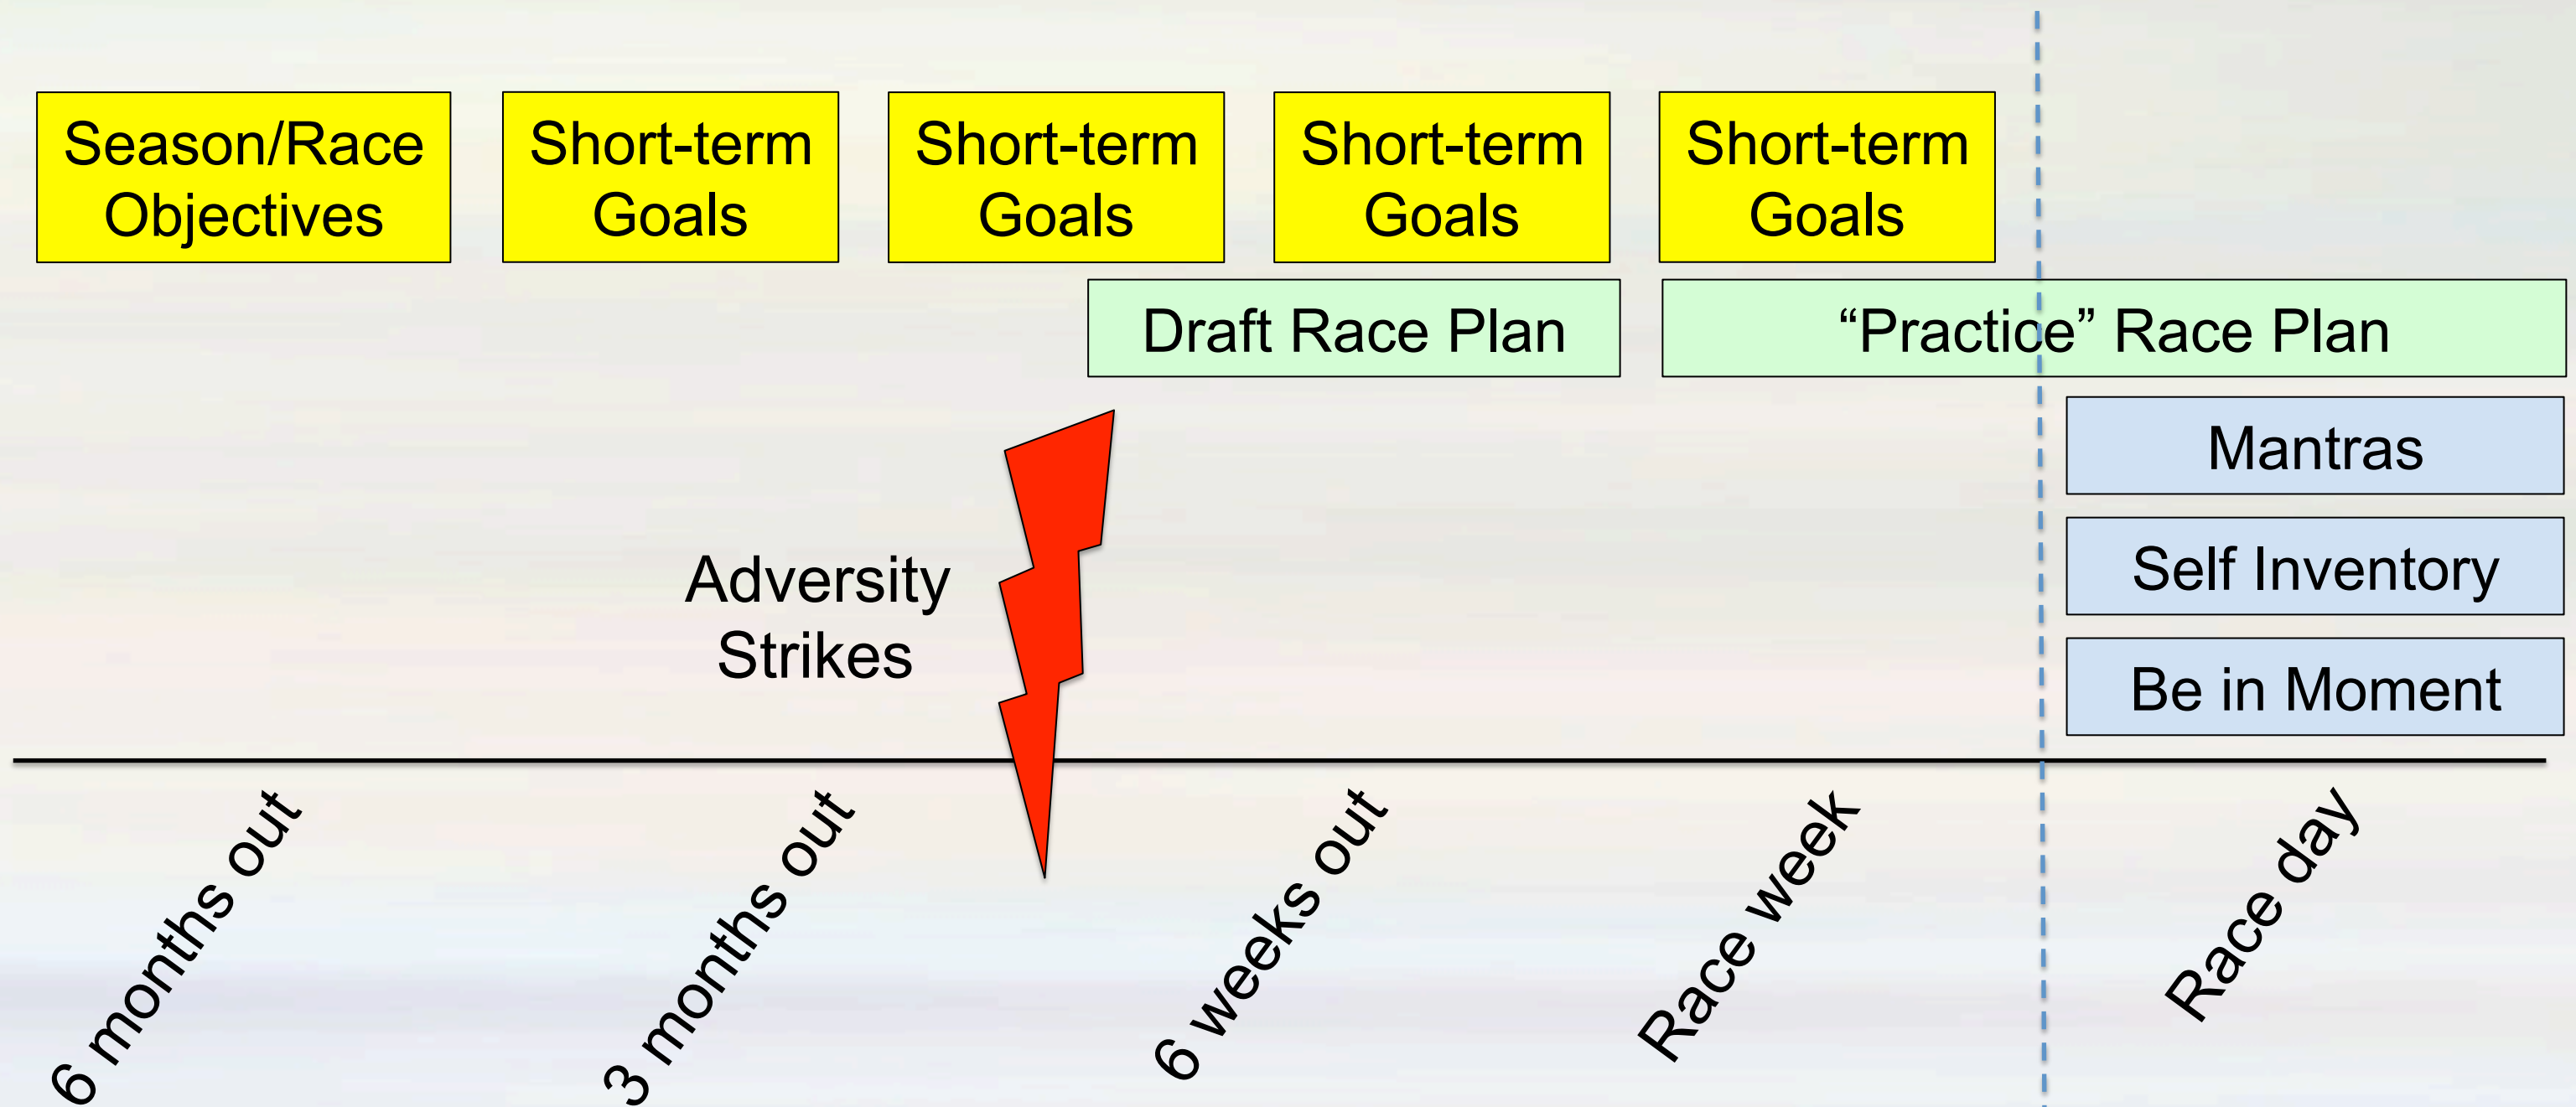 Season/Race
Objectives
Short-term
Goals
Short-term
Goals
Short-term
Goals
Short-term
Goals
Draft Race Plan
“Practice” Race Plan
Mantras
Adversity
Strikes
Self Inventory
Be in Moment
6 months out
3 months out
6 weeks out
Race week
Race day